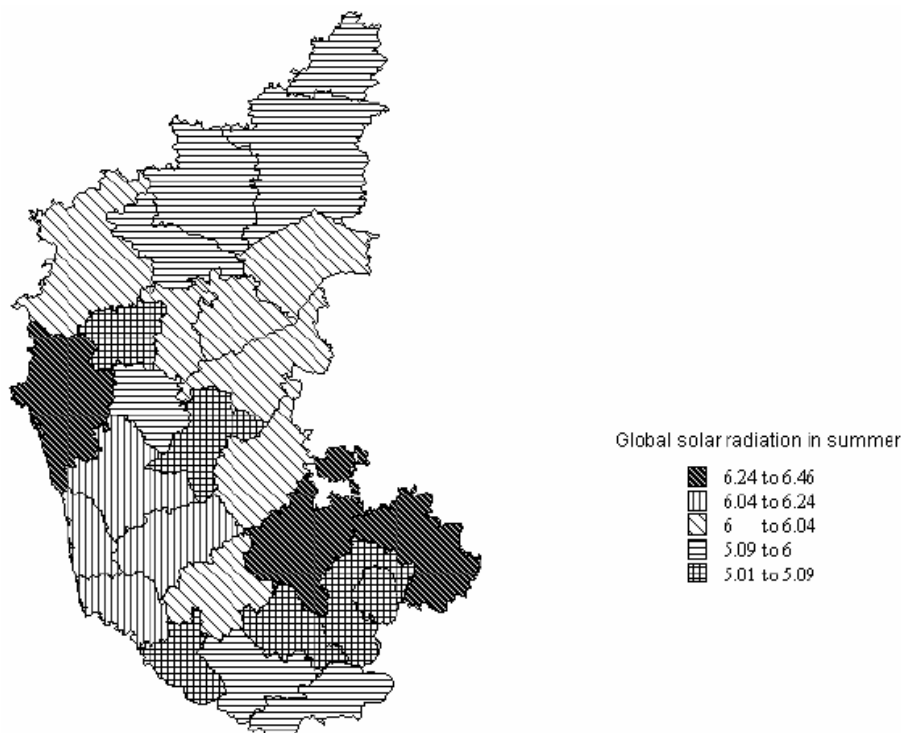 Global solar radiation in summer
6.24 to 6.46
6.04 to 6.24
6 to 6.04
5.09 to 6
5.01 to 5.09